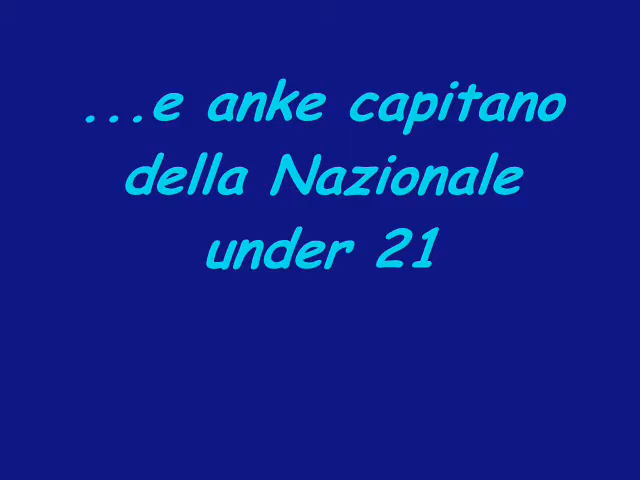 ...e anke capitano
della Nazionale
under 21